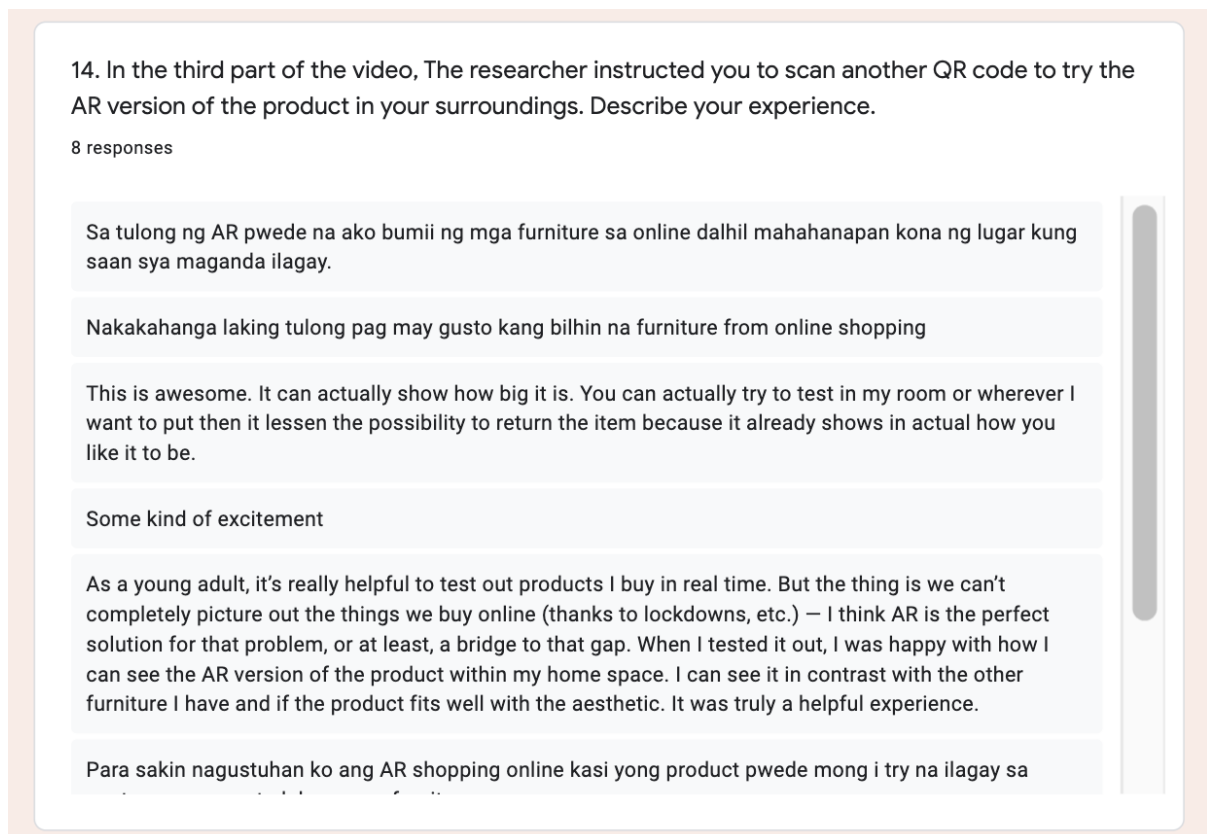 14. In the third part of the video, The researcher instructed you to scan another QR code to try the
AR version of the product in your surroundings. Describe your experience.
8 responses
Sa tulong ng AR pwede na ako bumii ng mga furniture sa online dalhil mahahanapan kona ng lugar kung
saan sya maganda ilagay.
Nakakahanga laking tulong pag may gusto kang bilhin na furniture from online shopping
This is awesome. It can actually show how big it is. You can actually try to test in my room or wherever I
want to put then it lessen the possibility to return the item because it already shows in actual how you
like it to be.
Some kind of excitement
As a young adult, it’s really helpful to test out products I buy in real time. But the thing is we can’t
completely picture out the things we buy online (thanks to lockdowns, etc.) — I think AR is the perfect
solution for that problem, or at least, a bridge to that gap. When I tested it out, I was happy with how I
can see the AR version of the product within my home space. I can see it in contrast with the other
furniture I have and if the product fits well with the aesthetic. It was truly a helpful experience.
Para sakin nagustuhan ko ang AR shopping online kasi yong product pwede mong i try na ilagay sa